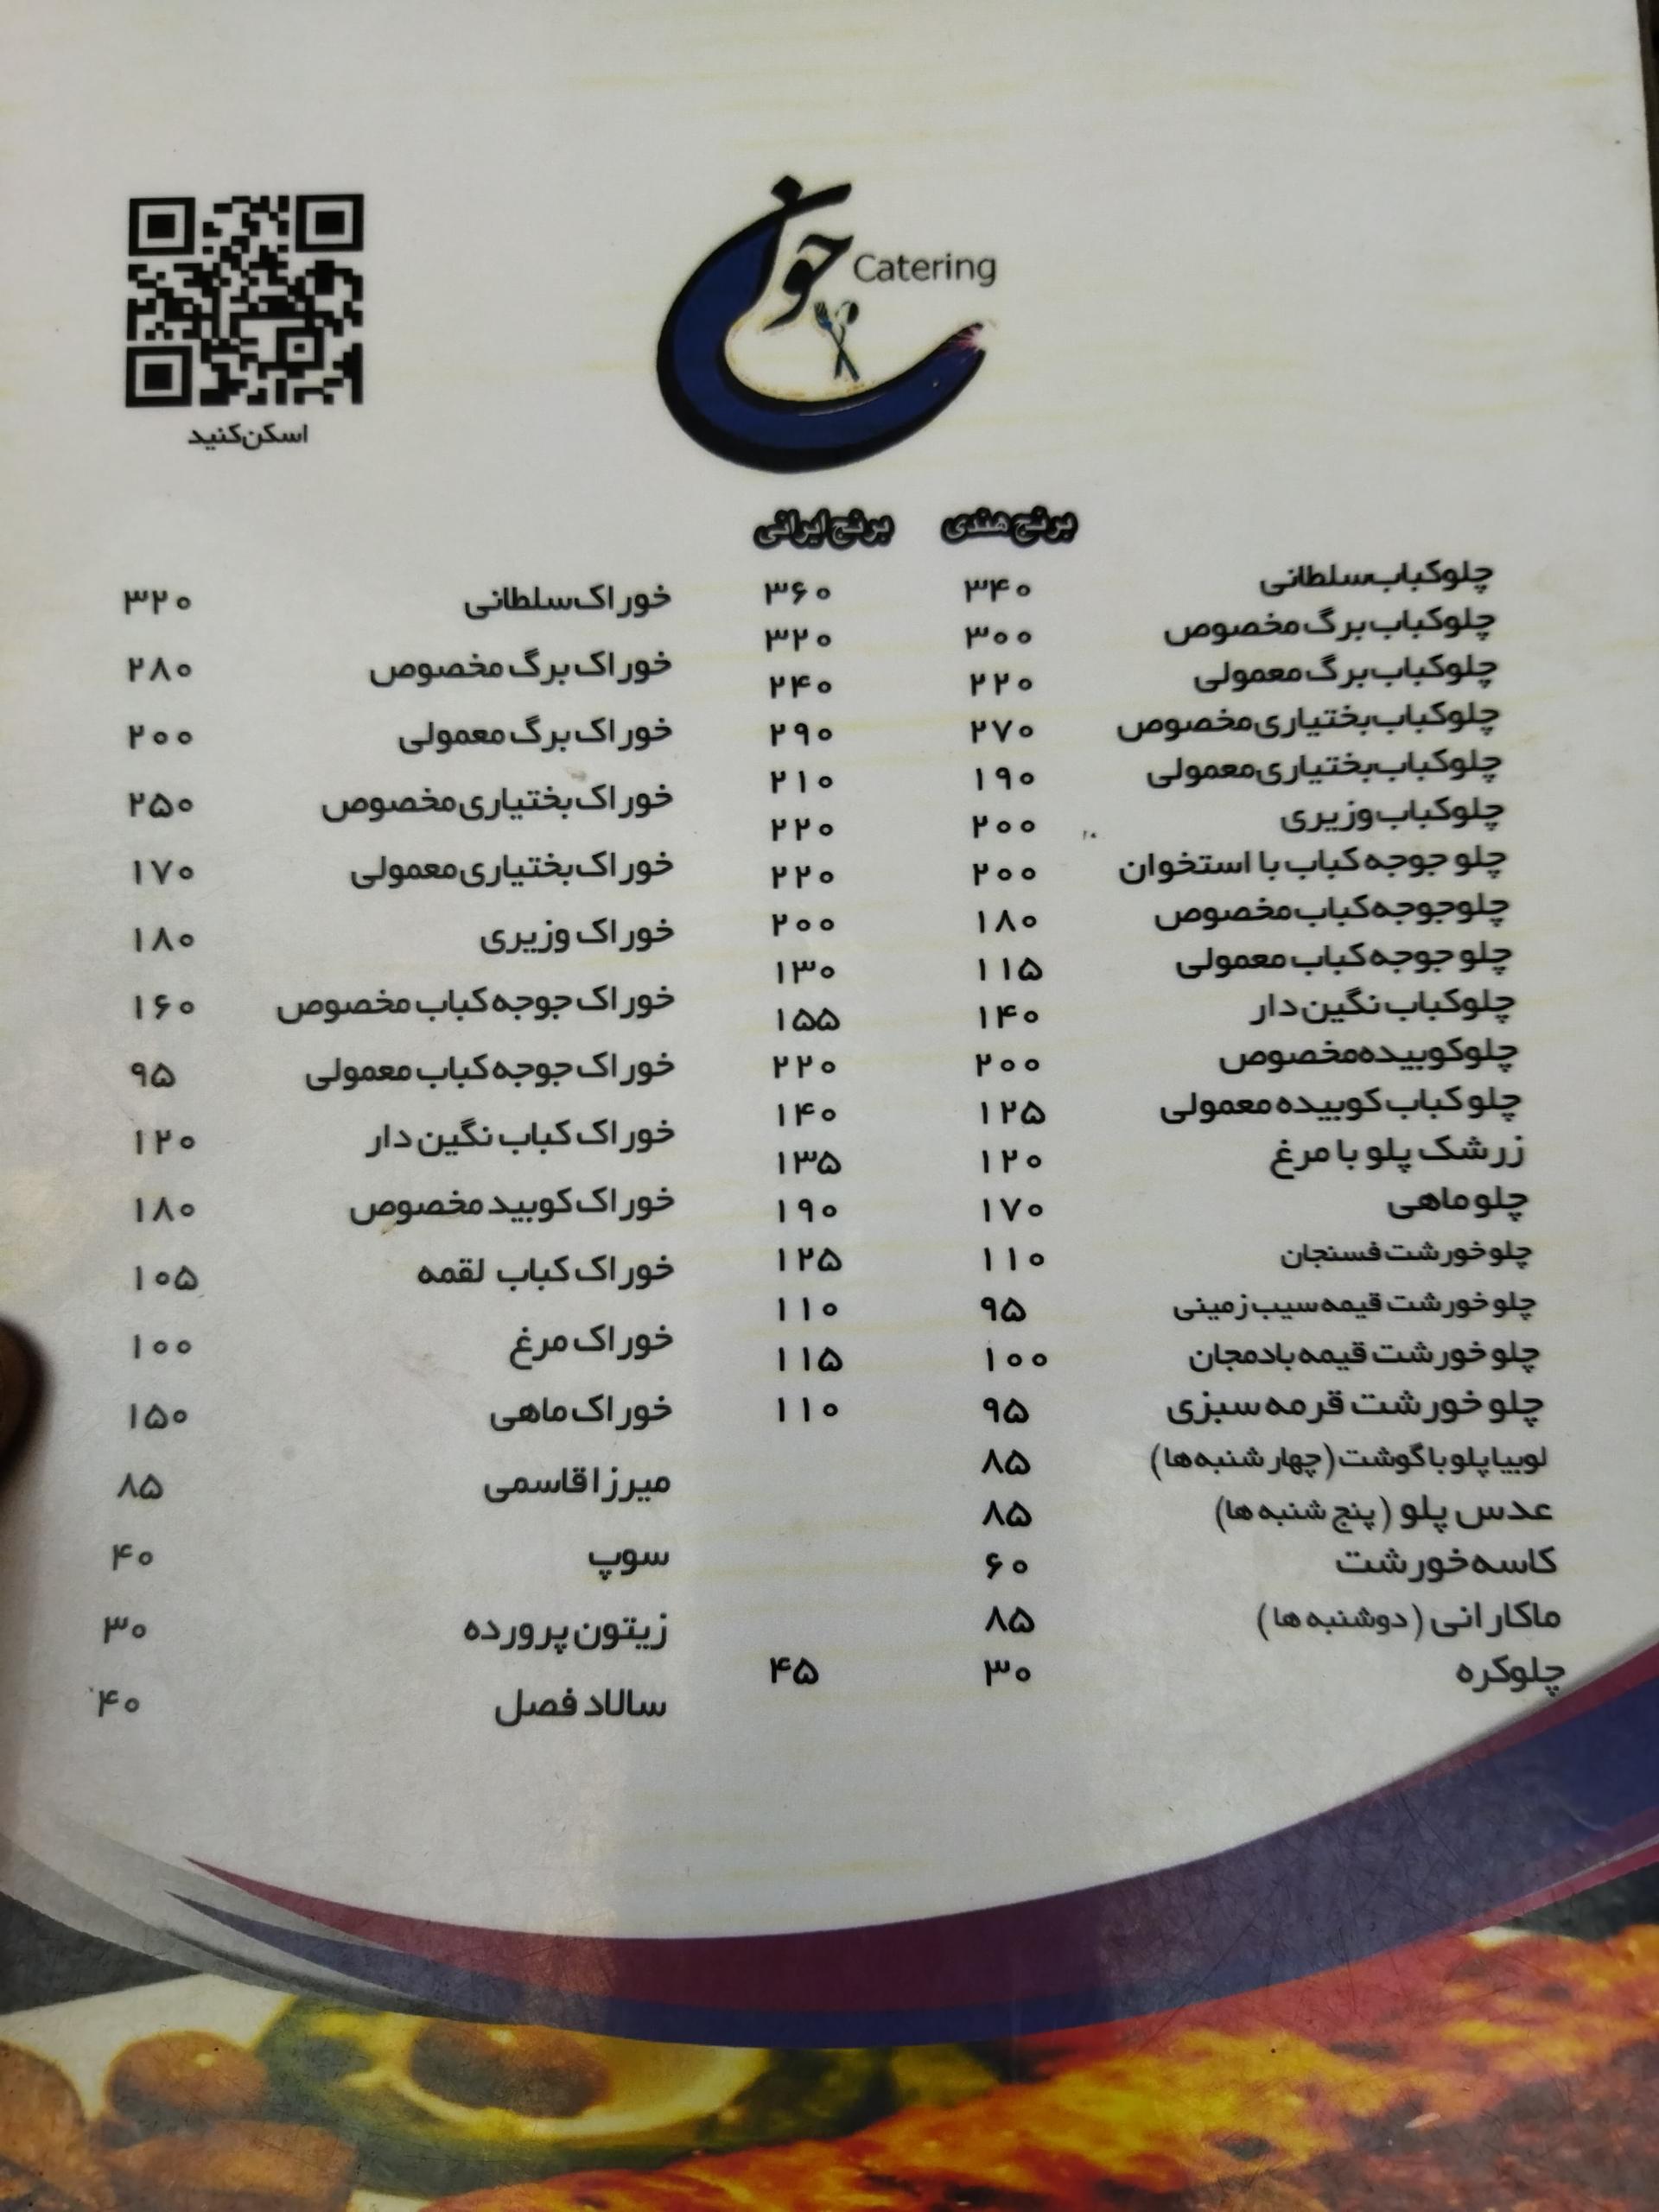 جوان Catering
اسکن کنید
برنج هندی برنج ایرانی
چلوکباب سلطانی ۳۴۰ ۳۶۰
چلوکباب برگ مخصوص ۳۰۰ ۳۲۰
چلوکباب برگ معمولی ۲۲۰ ۲۴۰
چلوکباب بختیاری مخصوص ۲۷۰ ۲۹۰
چلوکباب بختیاری معمولی ۱۹۰ ۲۱۰
چلوکباب وزیری ۲۰۰ ۲۲۰
چلو جوجه کباب با استخوان ۲۰۰ ۲۲۰
چلوجوجه کباب مخصوص ۱۸۰ ۲۰۰
چلو جوجه کباب معمولی ۱۱۵ ۱۳۰
چلوکباب نگین دار ۱۴۰ ۱۵۵
چلوکوبیده مخصوص ۲۰۰ ۲۲۰
چلو کباب کوبیده معمولی ۱۲۵ ۱۴۰
زرشک پلو با مرغ ۱۲۰ ۱۳۵
چلو ماهی ۱۷۰ ۱۹۰
چلوخورشت فسنجان ۱۱۰ ۱۲۵
چلو خورشت قیمه سیب زمینی ۹۵ ۱۱۰
چلو خورشت قیمه بادمجان ۱۰۰ ۱۱۵
چلو خورشت قرمه سبزی ۹۵ ۱۱۰
لوبیا پلو با گوشت (چهار شنبه ها) ۸۵
عدس پلو (پنج شنبه ها) ۸۵
کاسه خورشت ۶۰
ماکارانی (دوشنبه ها) ۸۵
چلوکره ۳۰ ۴۵
خوراک سلطانی ۳۲۰
خوراک برگ مخصوص ۲۸۰
خوراک برگ معمولی ۲۰۰
خوراک بختیاری مخصوص ۲۵۰
خوراک بختیاری معمولی ۱۷۰
خوراک وزیری ۱۸۰
خوراک جوجه کباب مخصوص ۱۶۰
خوراک جوجه کباب معمولی ۹۵
خوراک کباب نگین دار ۱۲۰
خوراک کوبید مخصوص ۱۸۰
خوراک کباب لقمه ۱۰۵
خوراک مرغ ۱۰۰
خوراک ماهی ۱۵۰
میرزا قاسمی ۸۵
سوپ ۴۰
زیتون پرورده ۳۰
سالاد فصل ۴۰